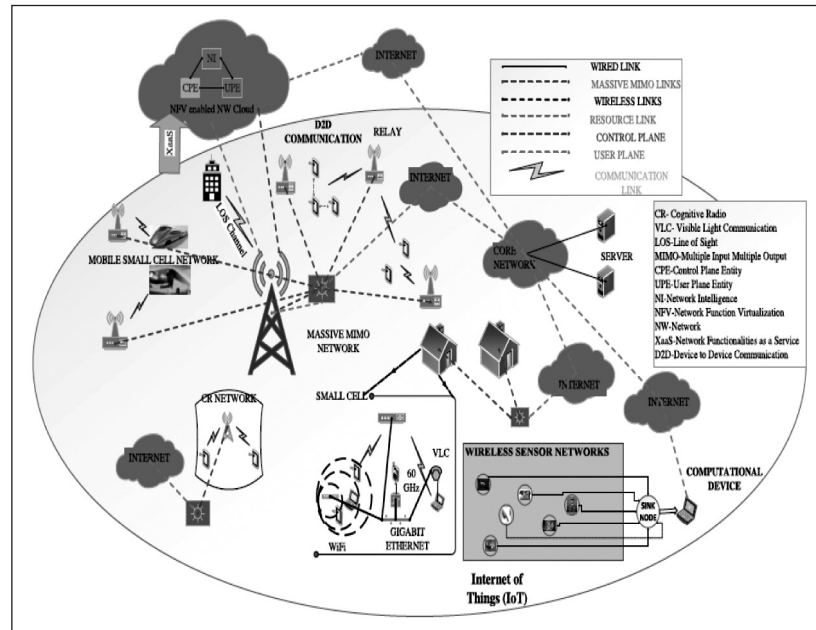 NI
CPE
UPE
NFV enabled NW Cloud
XaaS
INTERNET
WIRED LINK
MASSIVE MIMO LINKS
WIRELESS LINKS
RESOURCE LINK
CONTROL PLANE
USER PLANE
COMMUNICATION
LINK
D2D
COMMUNICATION
RELAY
INTERNET
LOS Channel
MOBILE SMALL CELL NETWORK
CORE
NETWORK
SERVER
CR- Cognitive Radio
VLC- Visible Light Communication
LOS-Line of Sight
MIMO-Multiple Input Multiple Output
CPE-Control Plane Entity
UPE-User Plane Entity
NI-Network Intelligence
NFV-Network Function Virtualization
NW-Network
XaaS-Network Functionalities as a Service
D2D-Device to Device Communication
MASSIVE MIMO
NETWORK
SMALL CELL
INTERNET
INTERNET
CR NETWORK
INTERNET
VLC
60
GHz
GIGABIT
ETHERNET
WiFi
WIRELESS SENSOR NETWORKS
SINK
NODE
COMPUTATIONAL
DEVICE
Internet of
Things (IoT)